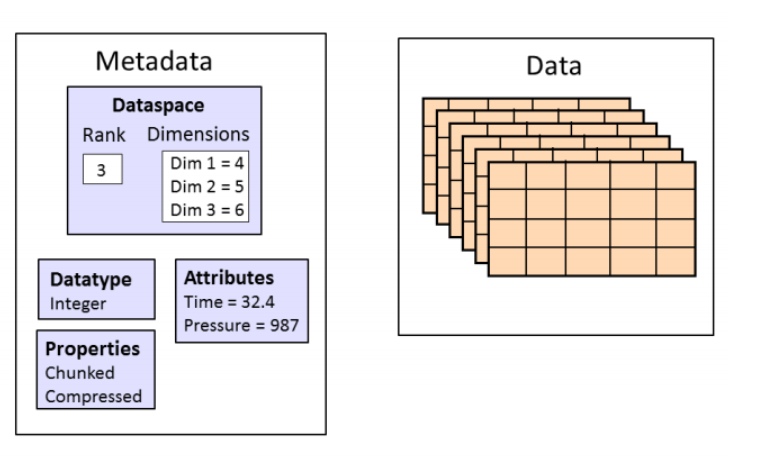 Metadata
Dataspace
Rank
Dimensions
3
Dim 1 = 4
Dim 2 = 5
Dim 3 = 6
Datatype
Integer
Attributes
Time = 32.4
Pressure = 987
Properties
Chunked
Compressed
Data